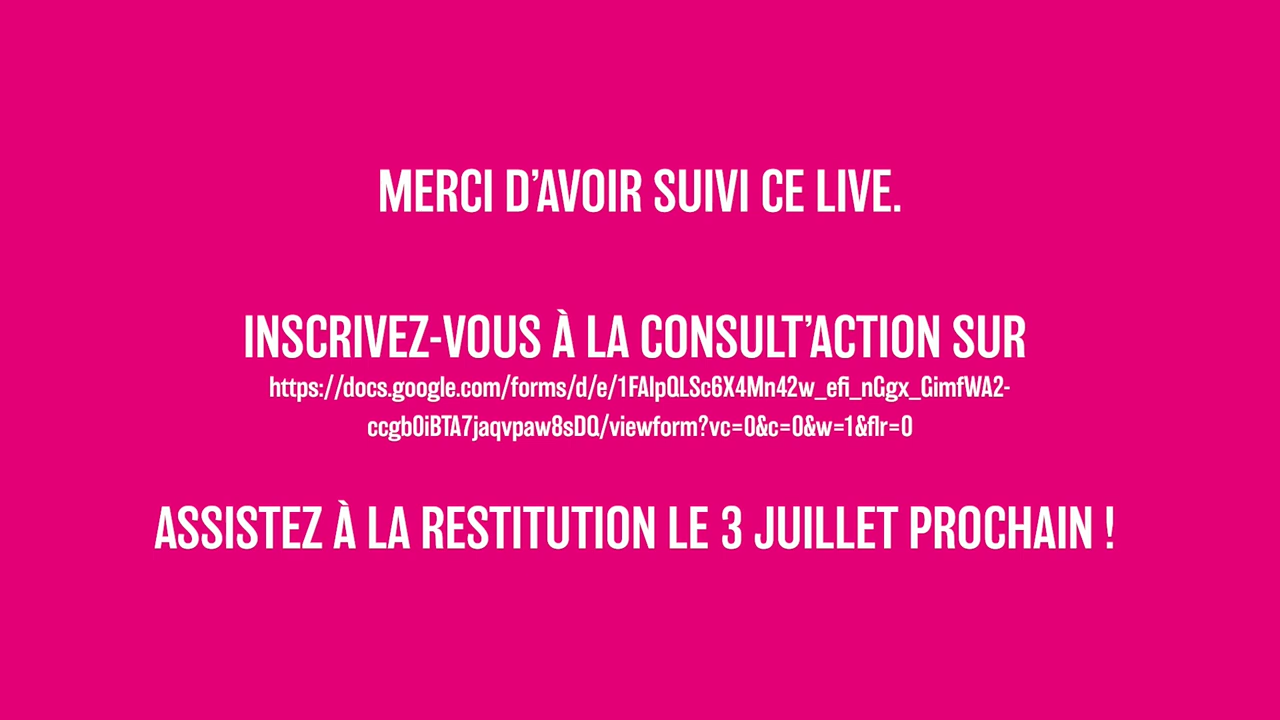 MERCI D’AVOIR SUIVI CE LIVE.
INSCRIVEZ-VOUS À LA CONSULT’ACTION SUR
https://docs.google.com/forms/d/e/1FAIpQLSc6X4Mn42w_efi_nGgx_GimfWA2-
ccgb0iBTA7jaqvpaw8sDQ/viewform?vc=0&c=0&w=1&flr=0
ASSISTEZ À LA RESTITUTION LE 3 JUILLET PROCHAIN !